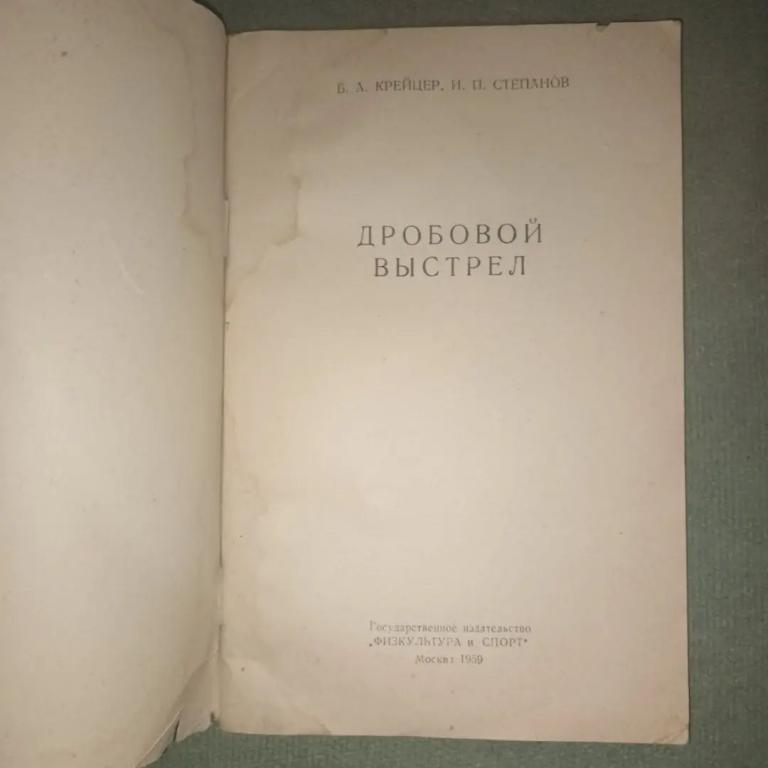 Б. А. КРЕЙЦЕР, И. П. СТЕПАНОВ
ДРОБОВОЙ
ВЫСТРЕЛ
Государственное издательство
„ФИЗКУЛЬТУРА и СПОРТ“
Москва 1959